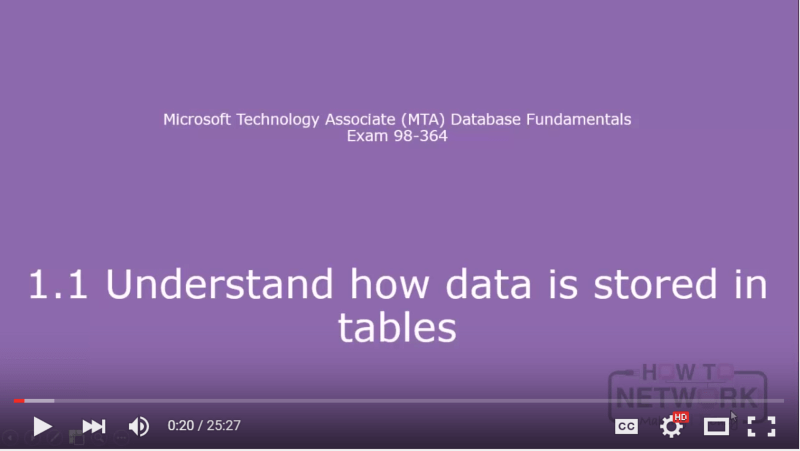 Microsoft Technology Associate (MTA) Database Fundamentals
Exam 98-364
1.1 Understand how data is stored in
tables
HOW TO
NETWORK
0:20 / 25:27
CC
HD